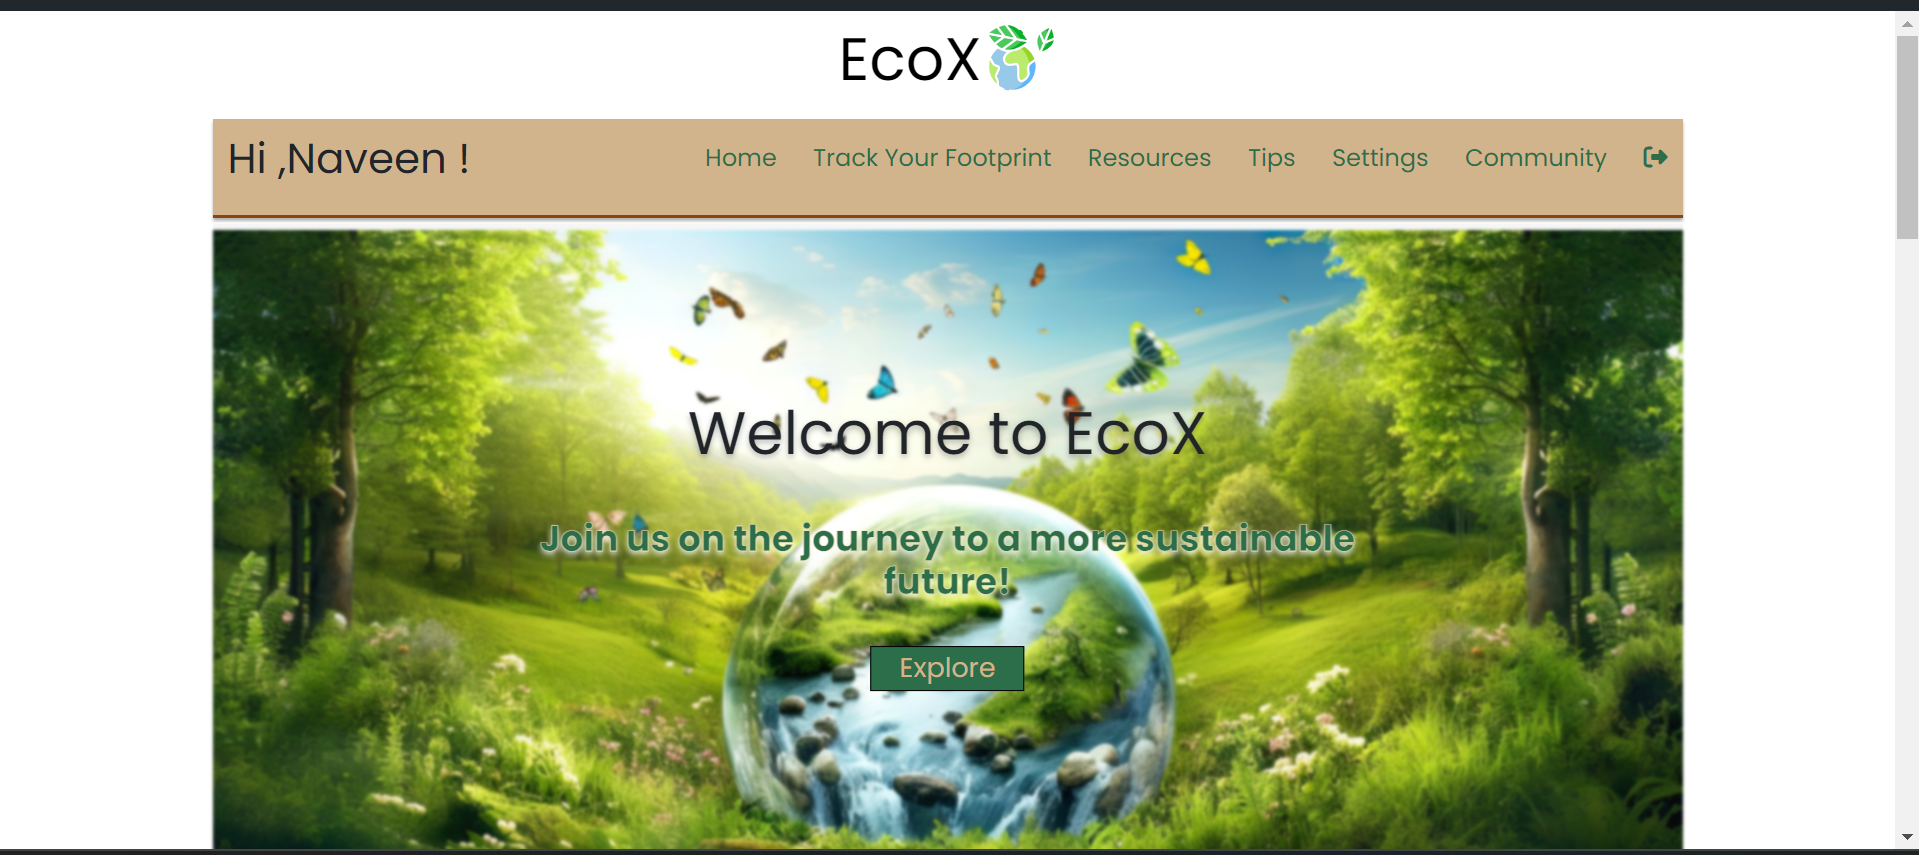 EcoX
Hi ,Naveen !
Home Track Your Footprint Resources Tips Settings Community
Welcome to EcoX
Join us on the journey to a more sustainable
future!
Explore